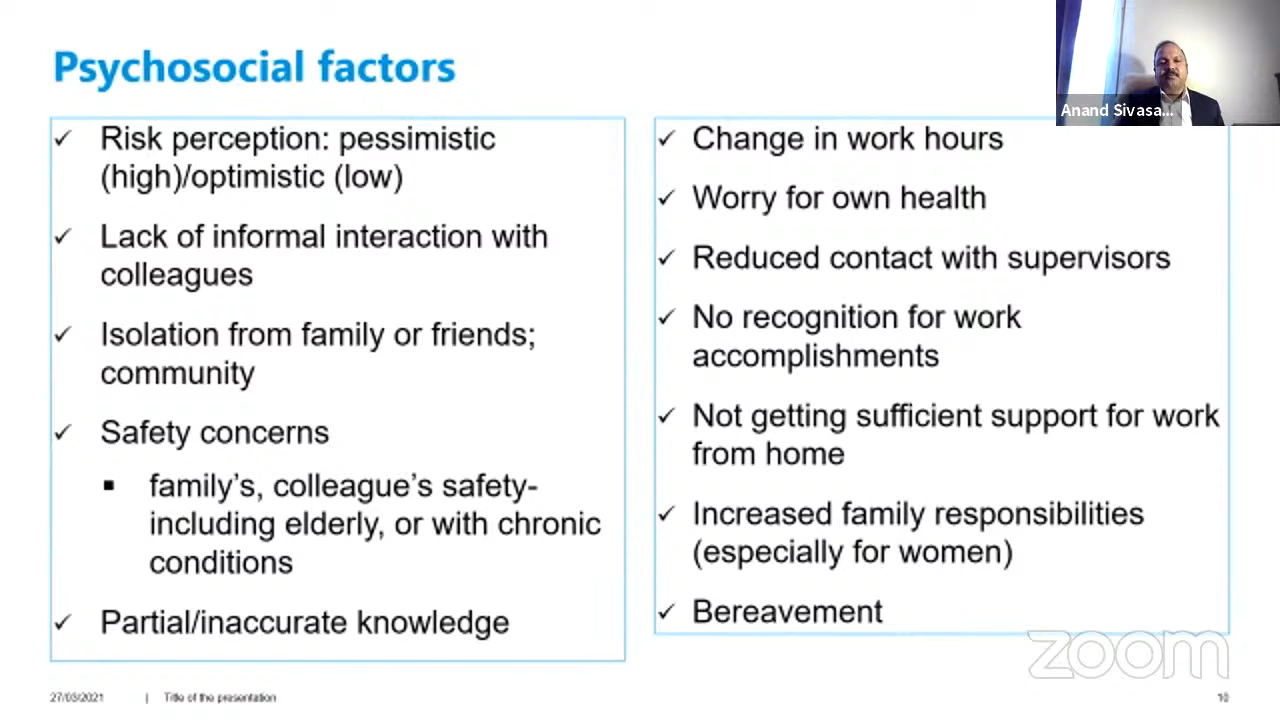 Psychosocial factors
Anand Sivasa...
✓ Risk perception: pessimistic
(high)/optimistic (low)
✓ Lack of informal interaction with
colleagues
✓ Isolation from family or friends;
community
✓ Safety concerns
▪ family’s, colleague’s safety-
including elderly, or with chronic
conditions
✓ Partial/inaccurate knowledge
✓ Change in work hours
✓ Worry for own health
✓ Reduced contact with supervisors
✓ No recognition for work
accomplishments
✓ Not getting sufficient support for work
from home
✓ Increased family responsibilities
(especially for women)
✓ Bereavement
zoom
27/03/2021 | Title of the presentation
10